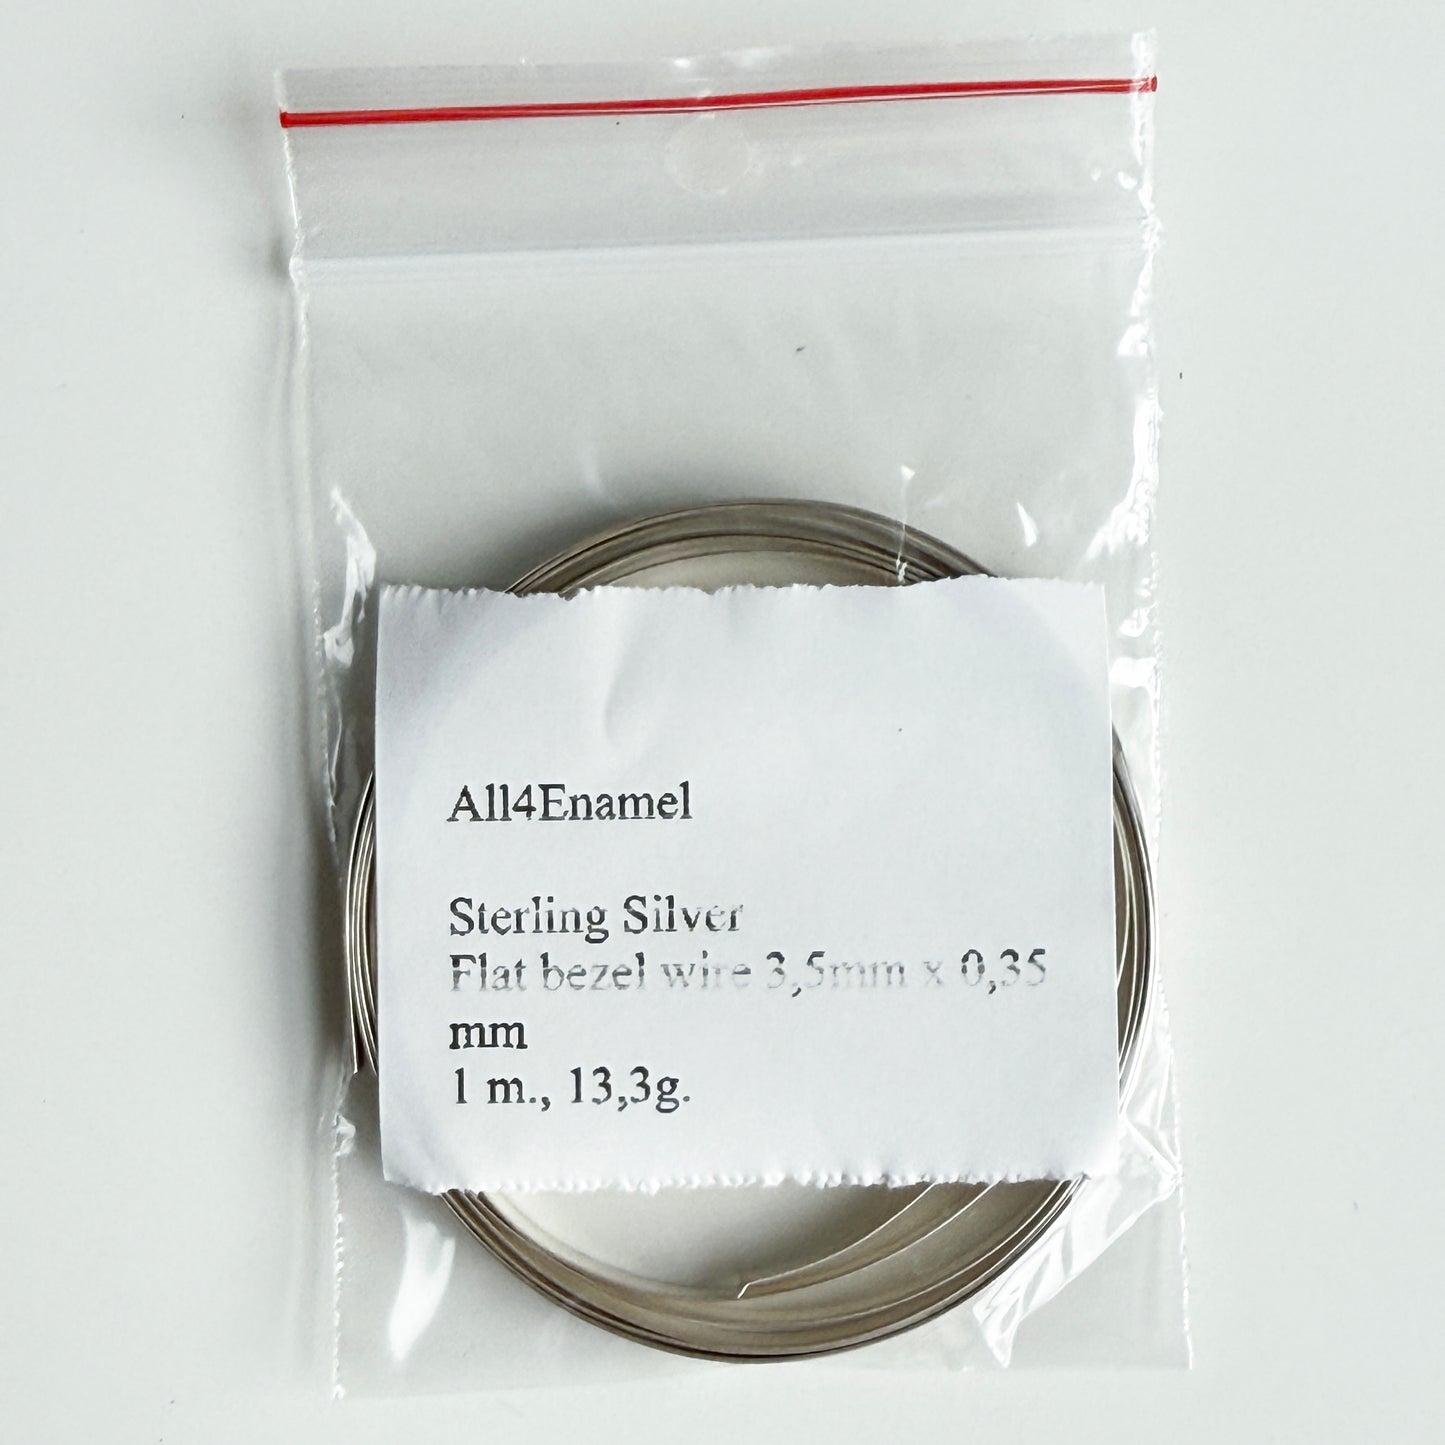 All4Enamel
Sterling Silver
Flat bezel wire 3,5mm x 0,35
mm
1 m., 13,3g.